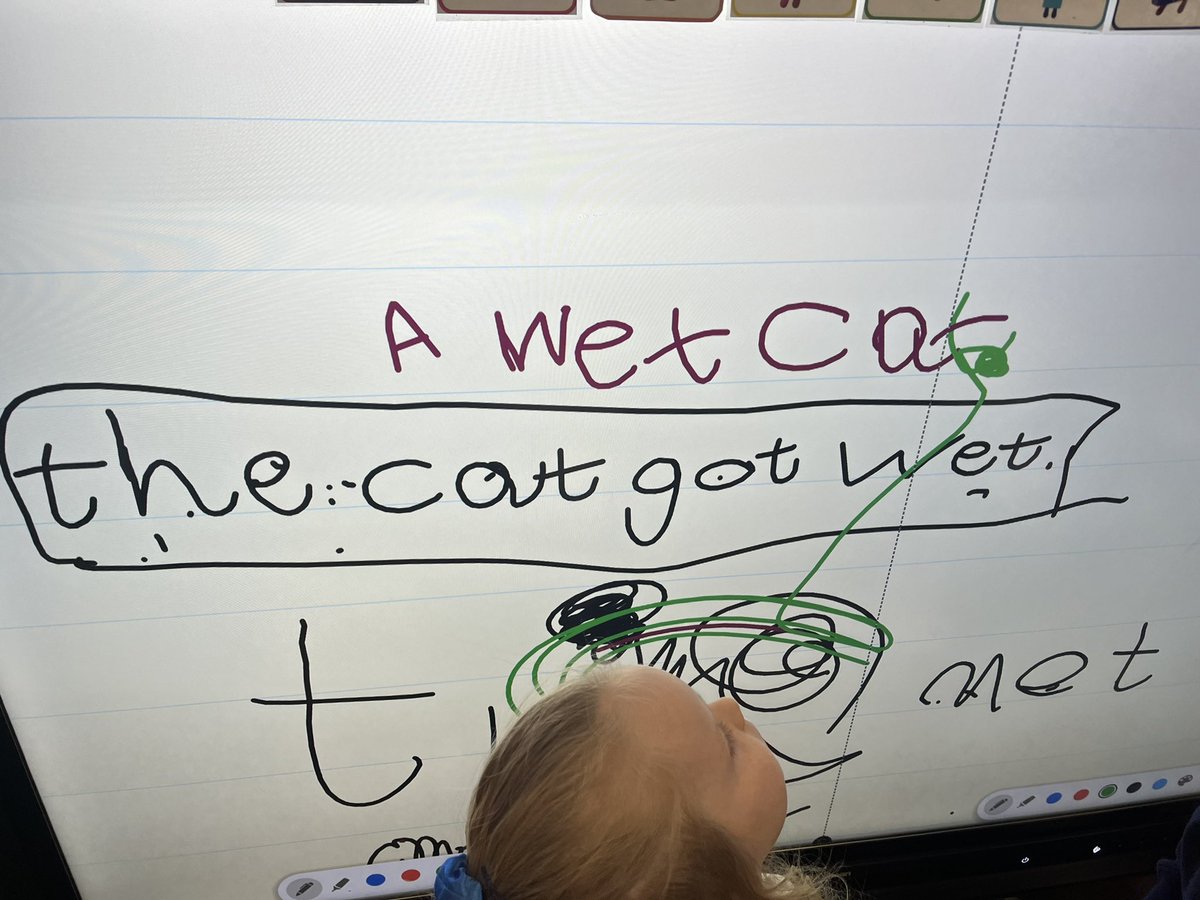 A wet cat
the cat got wet.
t net